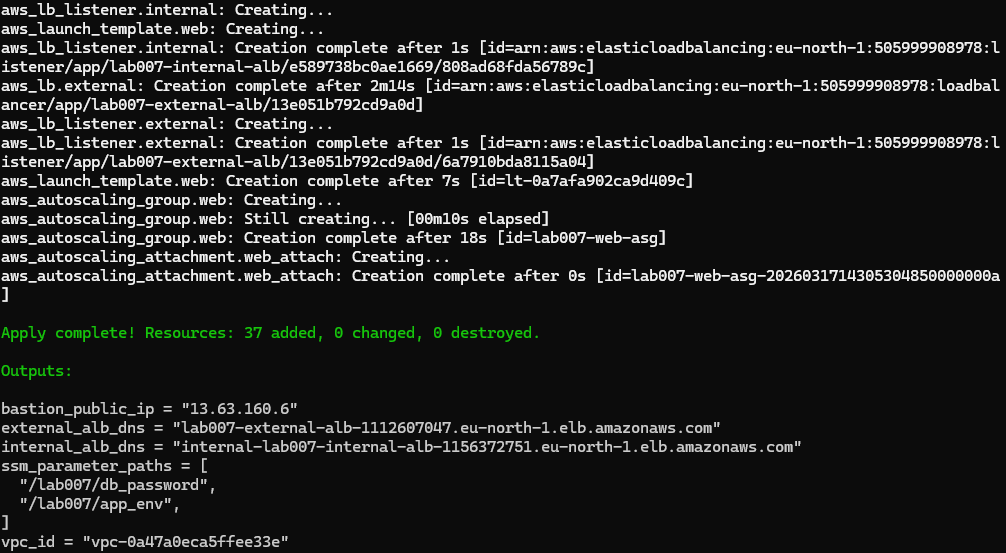 aws_lb_listener.internal: Creating...
aws_launch_template.web: Creating...
aws_lb_listener.internal: Creation complete after 1s [id=arn:aws:elasticloadbalancing:eu-north-1:505999908978:l
istener/app/lab007-internal-alb/e589738bc0ae1669/808ad68fda56789c]
aws_lb.external: Creation complete after 2m14s [id=arn:aws:elasticloadbalancing:eu-north-1:505999908978:loadbal
ancer/app/lab007-external-alb/13e051b792cd9a0d]
aws_lb_listener.external: Creating...
aws_lb_listener.external: Creation complete after 1s [id=arn:aws:elasticloadbalancing:eu-north-1:505999908978:l
istener/app/lab007-external-alb/13e051b792cd9a0d/6a7910bda8115a04]
aws_launch_template.web: Creation complete after 7s [id=lt-0a7afa902ca9d409c]
aws_autoscaling_group.web: Creating...
aws_autoscaling_group.web: Still creating... [00m10s elapsed]
aws_autoscaling_group.web: Creation complete after 18s [id=lab007-web-asg]
aws_autoscaling_attachment.web_attach: Creating...
aws_autoscaling_attachment.web_attach: Creation complete after 0s [id=lab007-web-asg-2026031714305304850000000a
]
Apply complete! Resources: 37 added, 0 changed, 0 destroyed.
Outputs:
bastion_public_ip = "13.63.160.6"
external_alb_dns = "lab007-external-alb-1112607047.eu-north-1.elb.amazonaws.com"
internal_alb_dns = "internal-lab007-internal-alb-1156372751.eu-north-1.elb.amazonaws.com"
ssm_parameter_paths = [
  "/lab007/db_password",
  "/lab007/app_env",
]
vpc_id = "vpc-0a47a0eca5ffee33e"